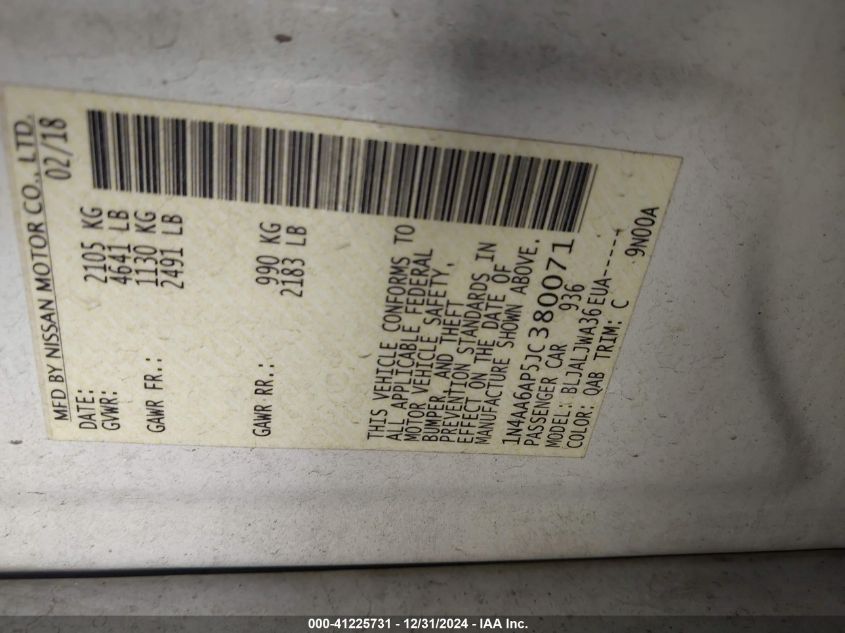 MFD BY NISSAN MOTOR CO., LTD.
DATE: 02/18
GVWR: 2105 KG
4641 LB
GAWR FR.: 1130 KG
2491 LB
GAWR RR.: 990 KG
2183 LB
THIS VEHICLE CONFORMS TO
ALL APPLICABLE FEDERAL
MOTOR VEHICLE SAFETY,
BUMPER, AND THEFT
PREVENTION STANDARDS IN
EFFECT ON THE DATE OF
MANUFACTURE SHOWN ABOVE.
1N4AA6AP5JC380071
PASSENGER CAR 936
MODEL: BLJALJWA36EUA-----
COLOR: QAB TRIM: C 9N00A
000-41225731 - 12/31/2024 - IAA Inc.